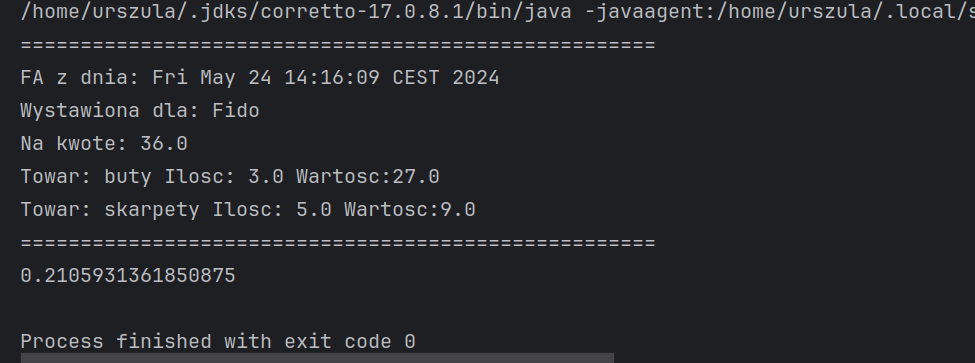 /home/urszula/.jdks/corretto-17.0.8.1/bin/java -javaagent:/home/urszula/.local/s
=====================================================
FA z dnia: Fri May 24 14:16:09 CEST 2024
Wystawiona dla: Fido
Na kwote: 36.0
Towar: buty Ilosc: 3.0 Wartosc:27.0
Towar: skarpety Ilosc: 5.0 Wartosc:9.0
=====================================================
0.2105931361850875
Process finished with exit code 0